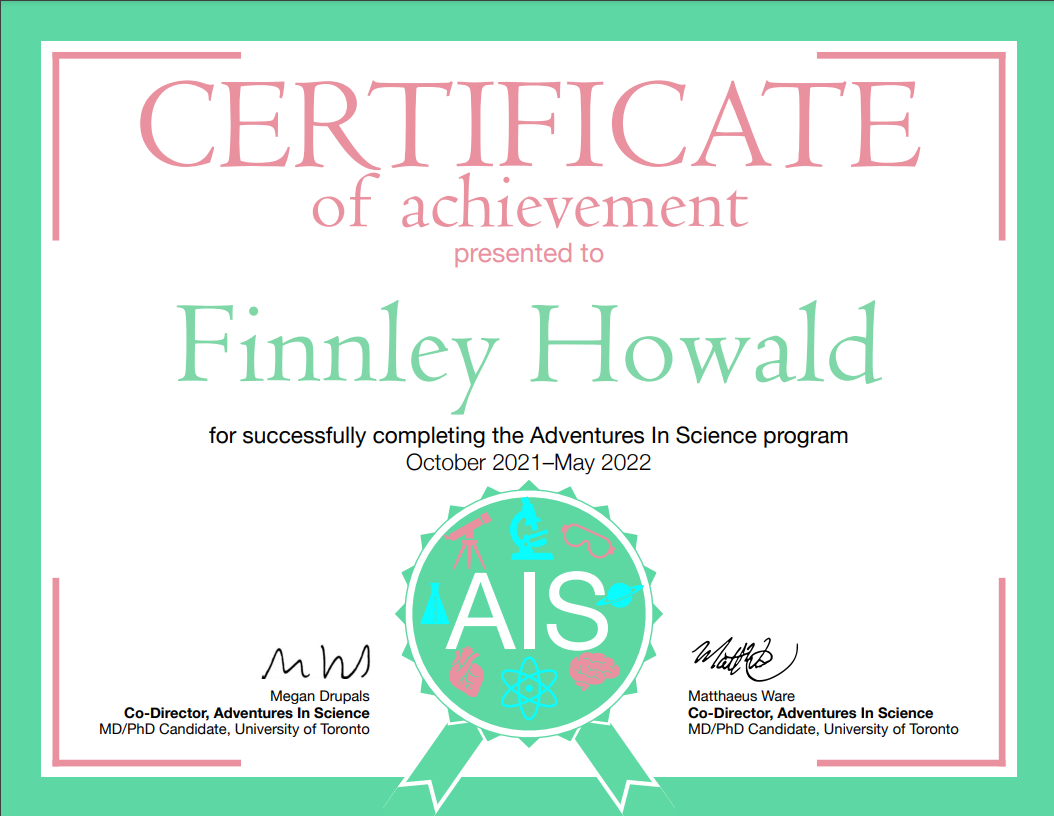 CERTIFICATE
of achievement
presented to
Finnley Howald
for successfully completing the Adventures In Science program
October 2021–May 2022
AIS
Megan Drupals
Co-Director, Adventures In Science
MD/PhD Candidate, University of Toronto
Matthaeus Ware
Co-Director, Adventures In Science
MD/PhD Candidate, University of Toronto